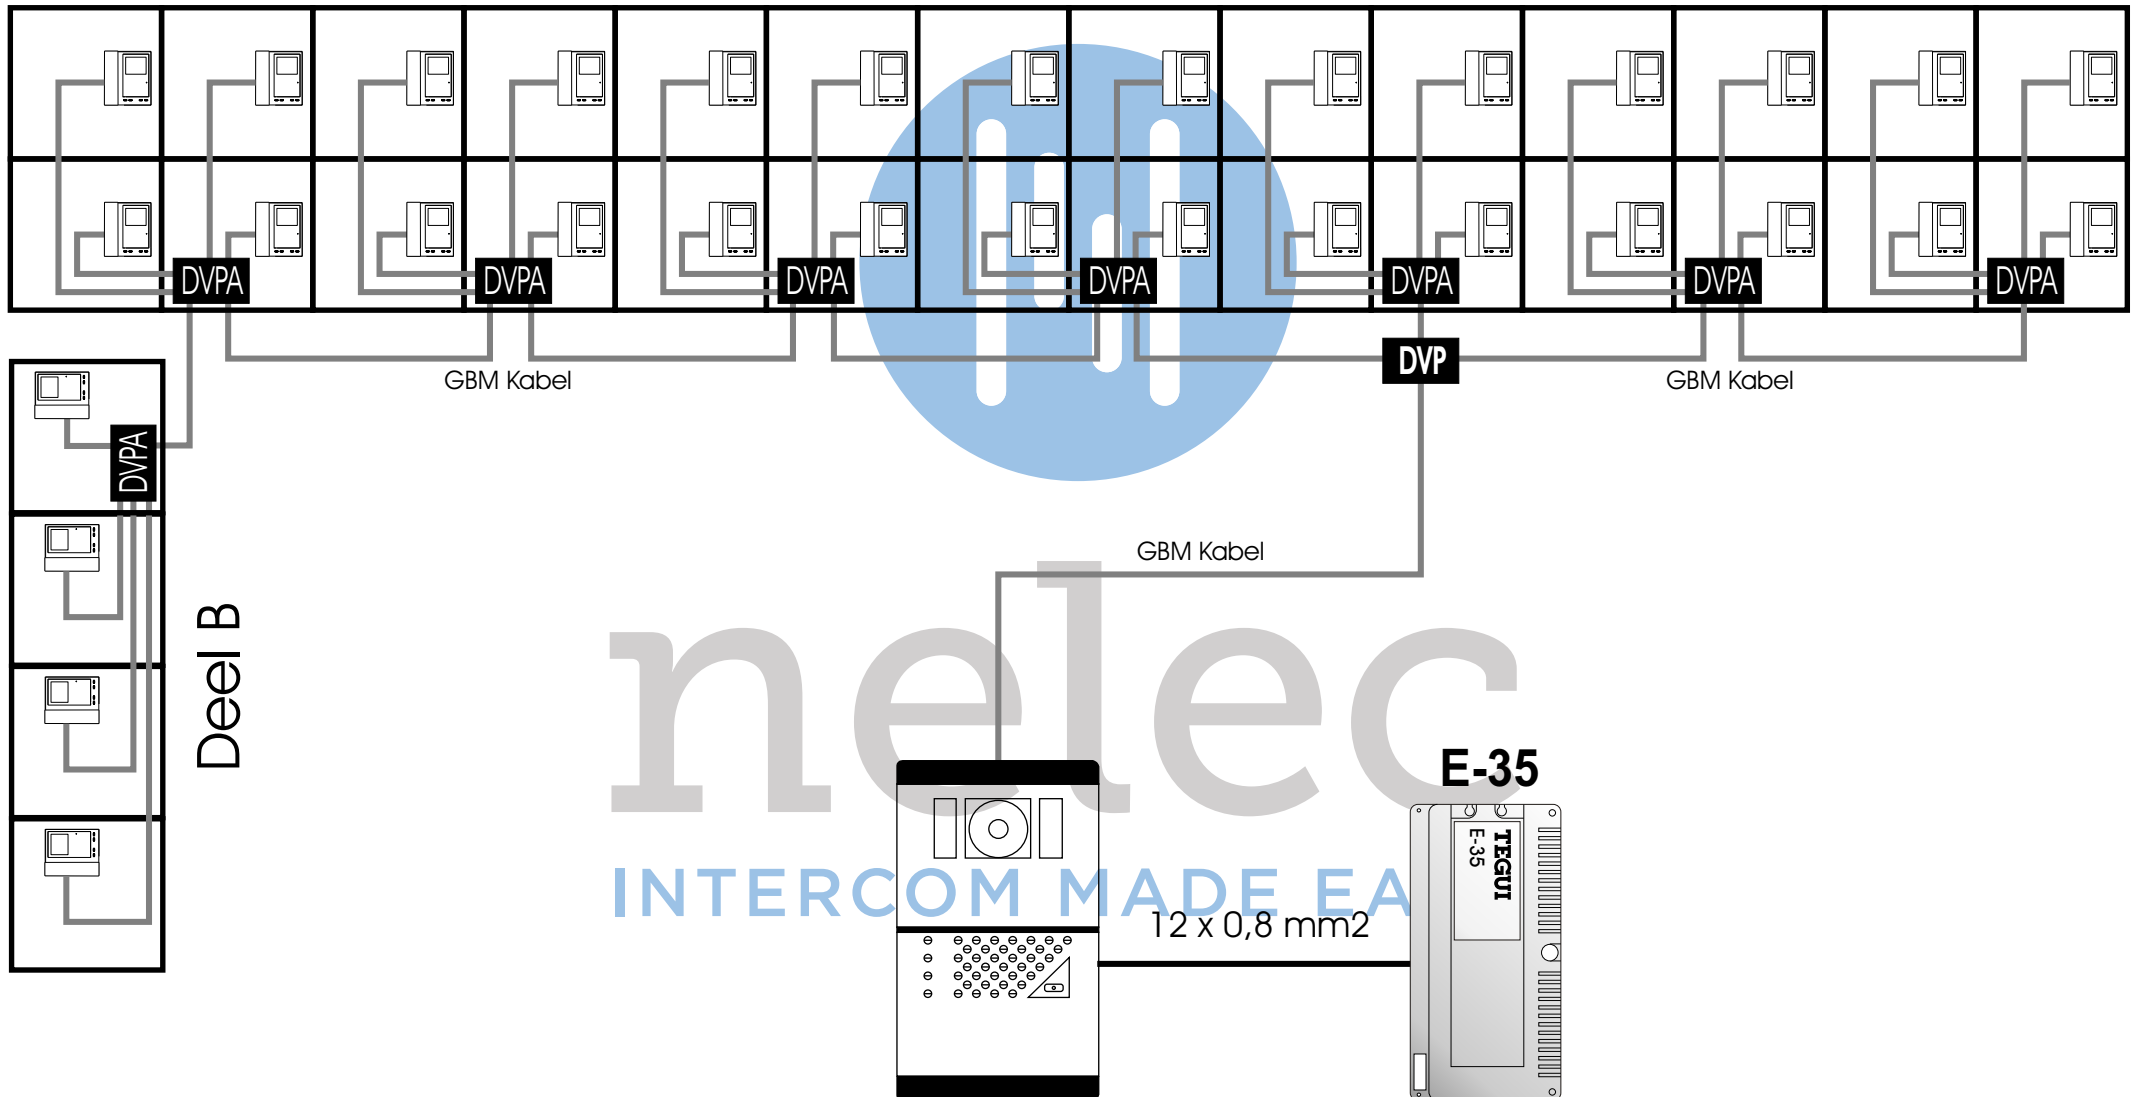 DVPA DVPA DVPA DVPA DVPA DVPA DVPA
DVP
GBM Kabel
GBM Kabel
DVPA
GBM Kabel
Deel B
nelec
E-35
TEGUI
E-35
INTERCOM MADE EA
12 x 0,8 mm2